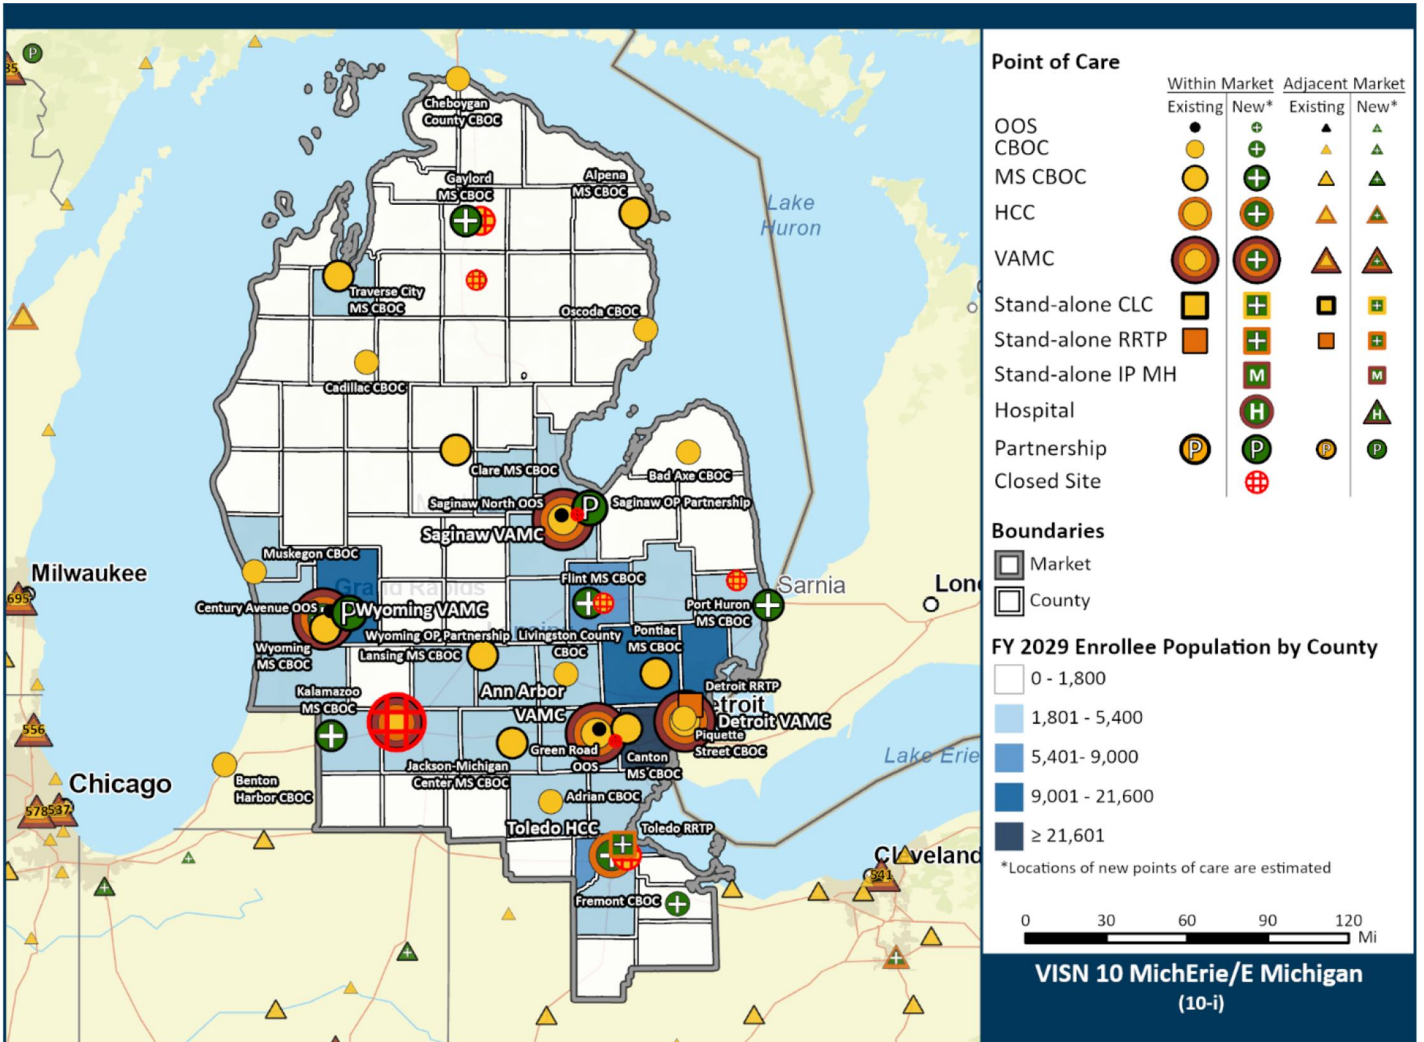 P
Cheboygan
County CBOC
Gaylord
MS CBOC
Alpena
MS CBOC
Lake
Huron
Traverse City
MS CBOC
Oscoda CBOC
Cadillac CBOC
Clare MS CBOC
Bad Axe CBOC
Saginaw North OOS
P
Saginaw OP Partnership
Saginaw VAMC
Milwaukee
Muskegon CBOC
Grand Rapids
Flint MS CBOC
Sarnia
695
Century Avenue OOS
P
Wyoming VAMC
Port Huron
MS CBOC
Wyoming OP Partnership
Livingston County
CBOC
Pontiac
MS CBOC
Wyoming
MS CBOC
Lansing MS CBOC
Kalamazoo
MS CBOC
Ann Arbor
VAMC
Detroit RRTP
etroit
Detroit VAMC
556
Green Road
OOS
Piquette
Street CBOC
Jackson-Michigan
Center MS CBOC
Canton
MS CBOC
Lake Erie
Chicago
Benton
Harbor CBOC
578
537
Adrian CBOC
Toledo HCC
Toledo RRTP
Cleveland
541
Fremont CBOC
Point of Care
Within Market Adjacent Market
Existing New* Existing New*
OOS
CBOC
MS CBOC
HCC
VAMC
Stand-alone CLC
Stand-alone RRTP
Stand-alone IP MH M M
Hospital H H
Partnership P P P P
Closed Site
Boundaries
Market
County
FY 2029 Enrollee Population by County
0 - 1,800
1,801 - 5,400
5,401- 9,000
9,001 - 21,600
≥ 21,601
*Locations of new points of care are estimated
0 30 60 90 120
Mi
VISN 10 MichErie/E Michigan
(10-i)